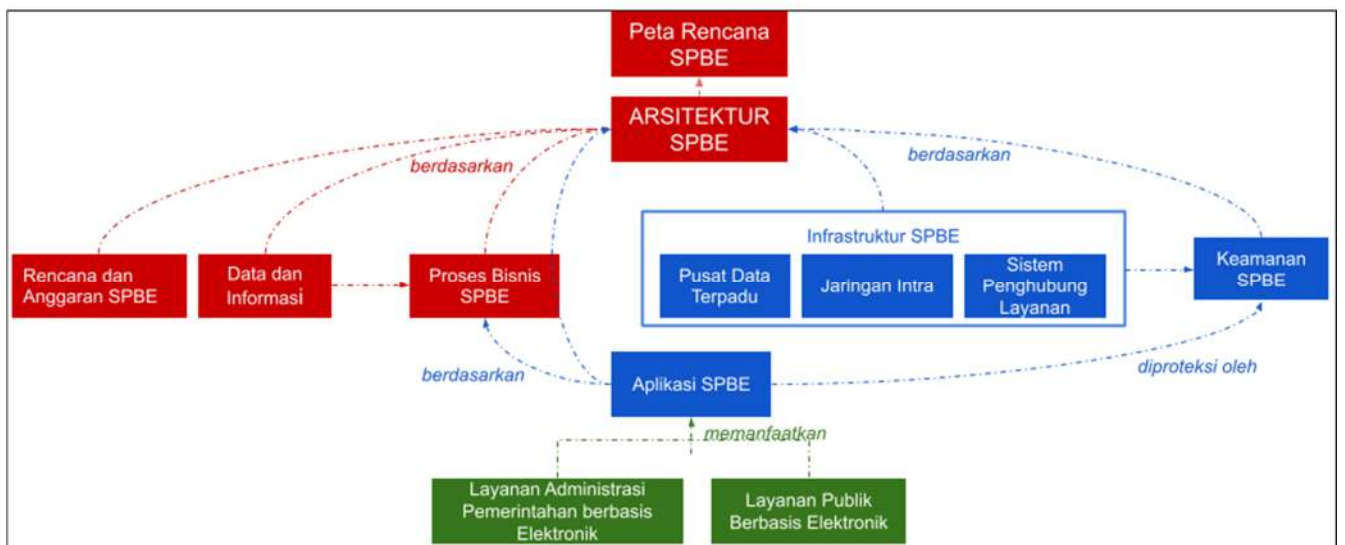 Peta Rencana
SPBE
ARSITEKTUR
SPBE
berdasarkan
berdasarkan
Rencana dan
Anggaran SPBE
Data dan
Informasi
Proses Bisnis
SPBE
Infrastruktur SPBE
Pusat Data
Terpadu
Jaringan Intra
Sistem
Penghubung
Layanan
Keamanan
SPBE
berdasarkan
Aplikasi SPBE
diproteksi oleh
memanfaatkan
Layanan Administrasi
Pemerintahan berbasis
Elektronik
Layanan Publik
Berbasis Elektronik